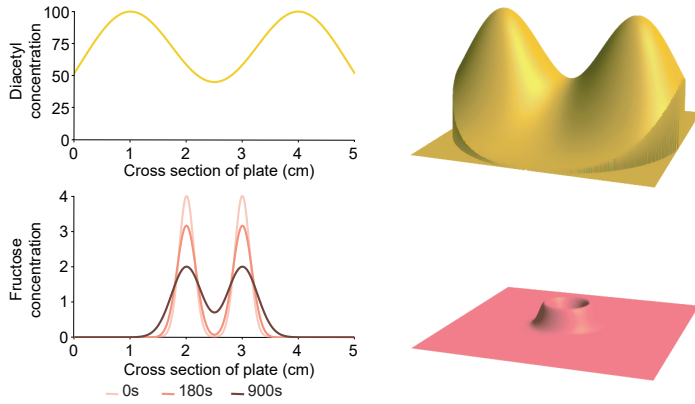 Diacetyl
concentration
100
75
50
25
0
0 1 2 3 4 5
Cross section of plate (cm)
Fructose
concentration
4
3
2
1
0
0 1 2 3 4 5
Cross section of plate (cm)
0s 180s 900s